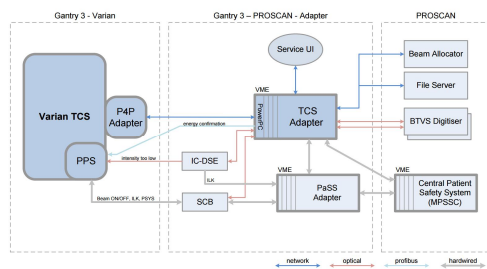 Gantry 3 - Varian
Gantry 3 – PROSCAN - Adapter
PROSCAN
Service UI
Beam Allocator
File Server
BTVS Digitiser
VME
PowerPC
TCS
Adapter
Varian TCS
P4P
Adapter
energy confirmation
PPS
intensity too low
IC-DSE
ILK
Beam ON/OFF, ILK, PSYS
SCB
VME
PaSS
Adapter
VME
Central Patient
Safety System
(MPSSC)
network
optical
profibus
hardwired